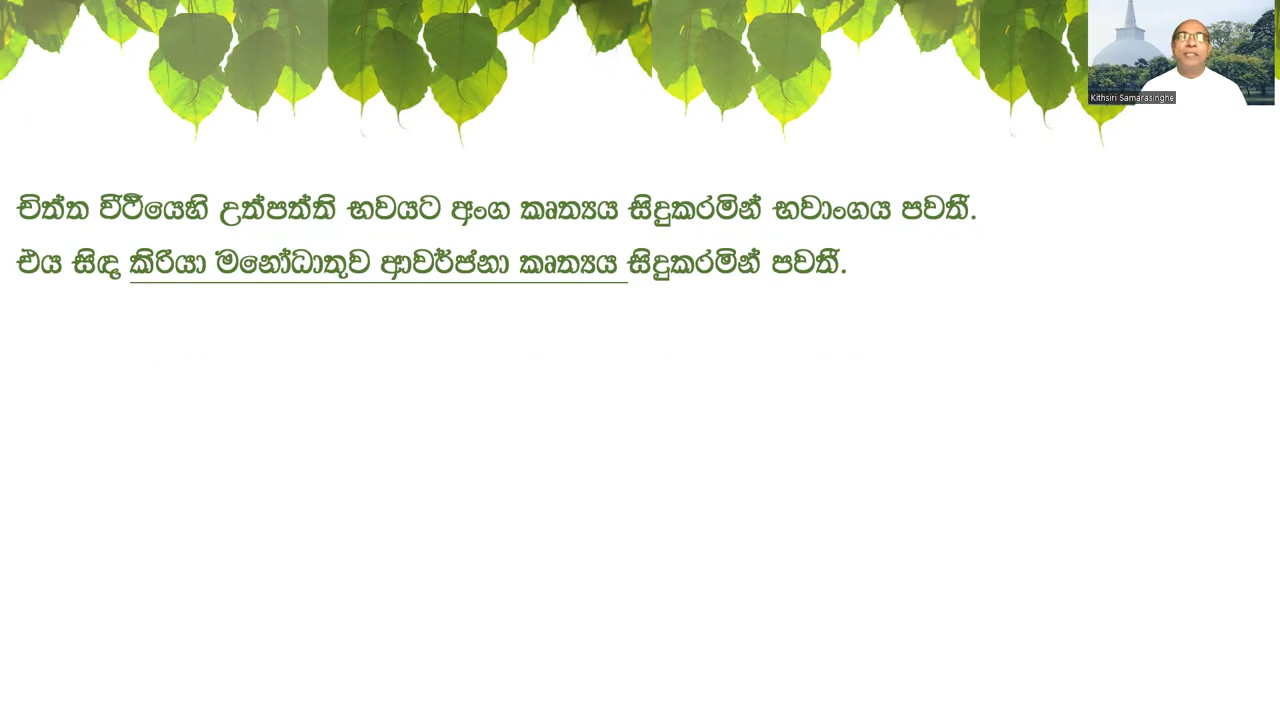 Kithsiri Samarasinghe
චිත්ත වීථියෙහි උත්පත්ති භවයට අංග කෘත්‍යය සිදුකරමින් භවාංගය පවතී.
එය සිඳ කිරියා මනෝධාතුව ආවර්ජනා කෘත්‍යය සිදුකරමින් පවතී.